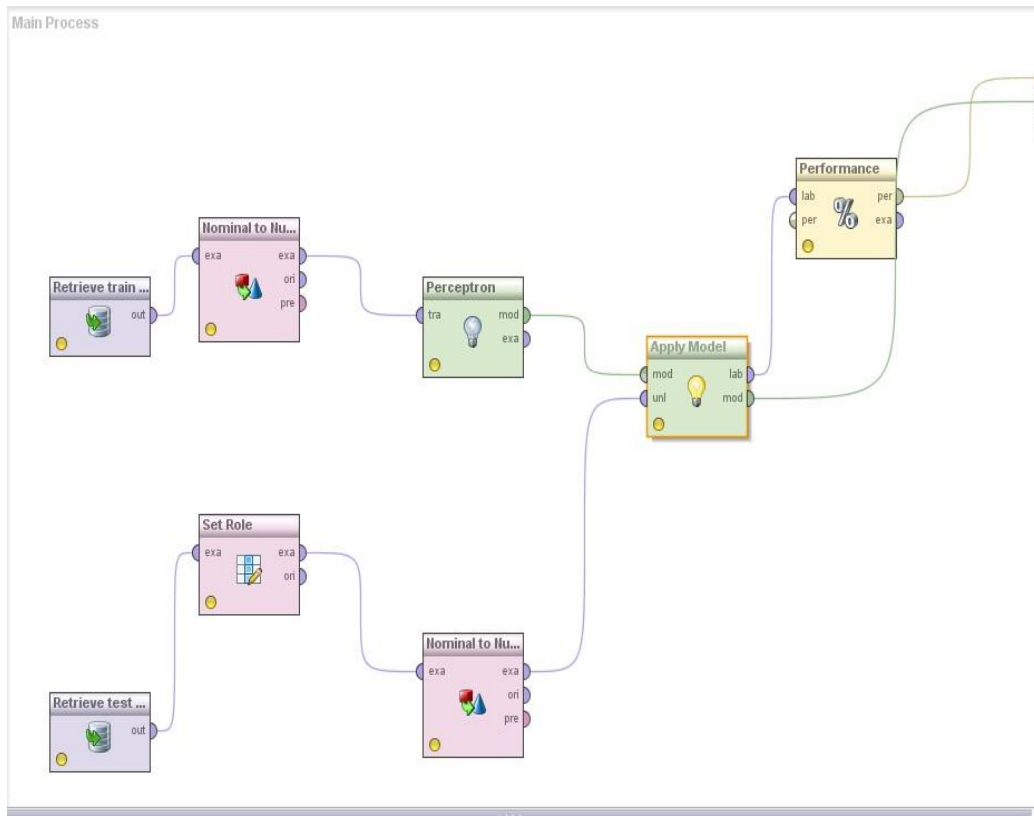 Main Process
Performance
lab per
per exa
%
Nominal to Nu...
exa exa
ori
pre
Retrieve train ...
out
Perceptron
tra mod
exa
Apply Model
mod lab
unl mod
Set Role
exa exa
ori
Nominal to Nu...
exa exa
ori
pre
Retrieve test ...
out